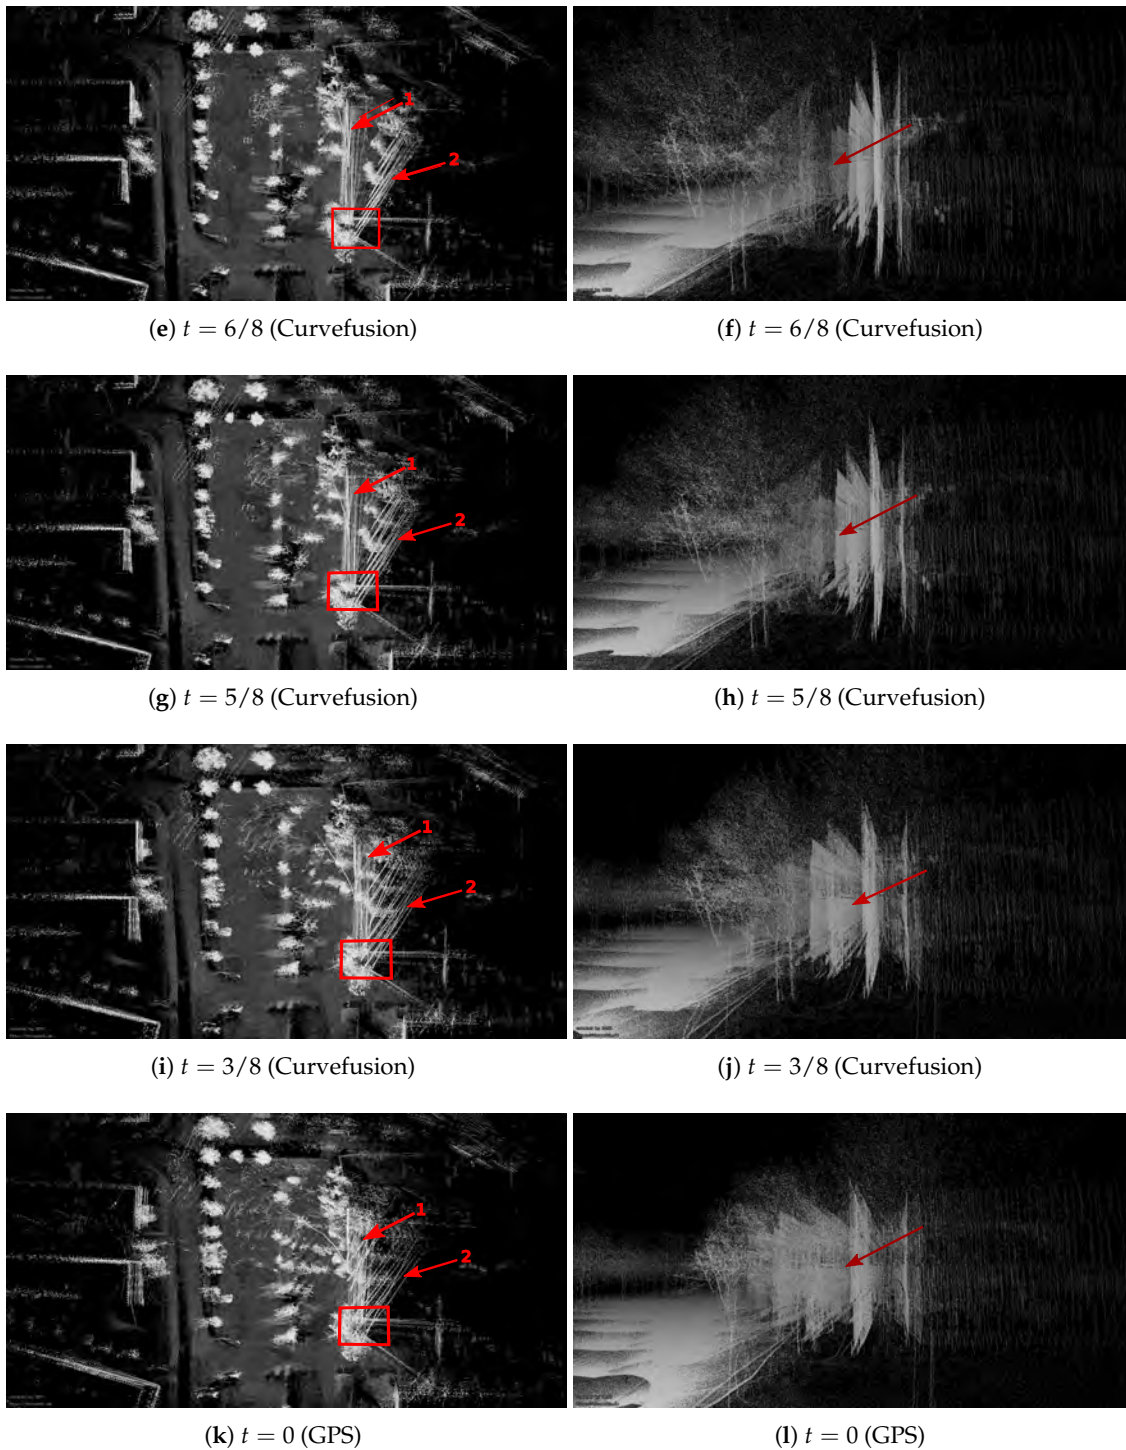 1
2
(e) t = 6/8 (Curvefusion)
(f) t = 6/8 (Curvefusion)
1
2
(g) t = 5/8 (Curvefusion)
(h) t = 5/8 (Curvefusion)
1
2
(i) t = 3/8 (Curvefusion)
(j) t = 3/8 (Curvefusion)
1
2
(k) t = 0 (GPS)
(l) t = 0 (GPS)